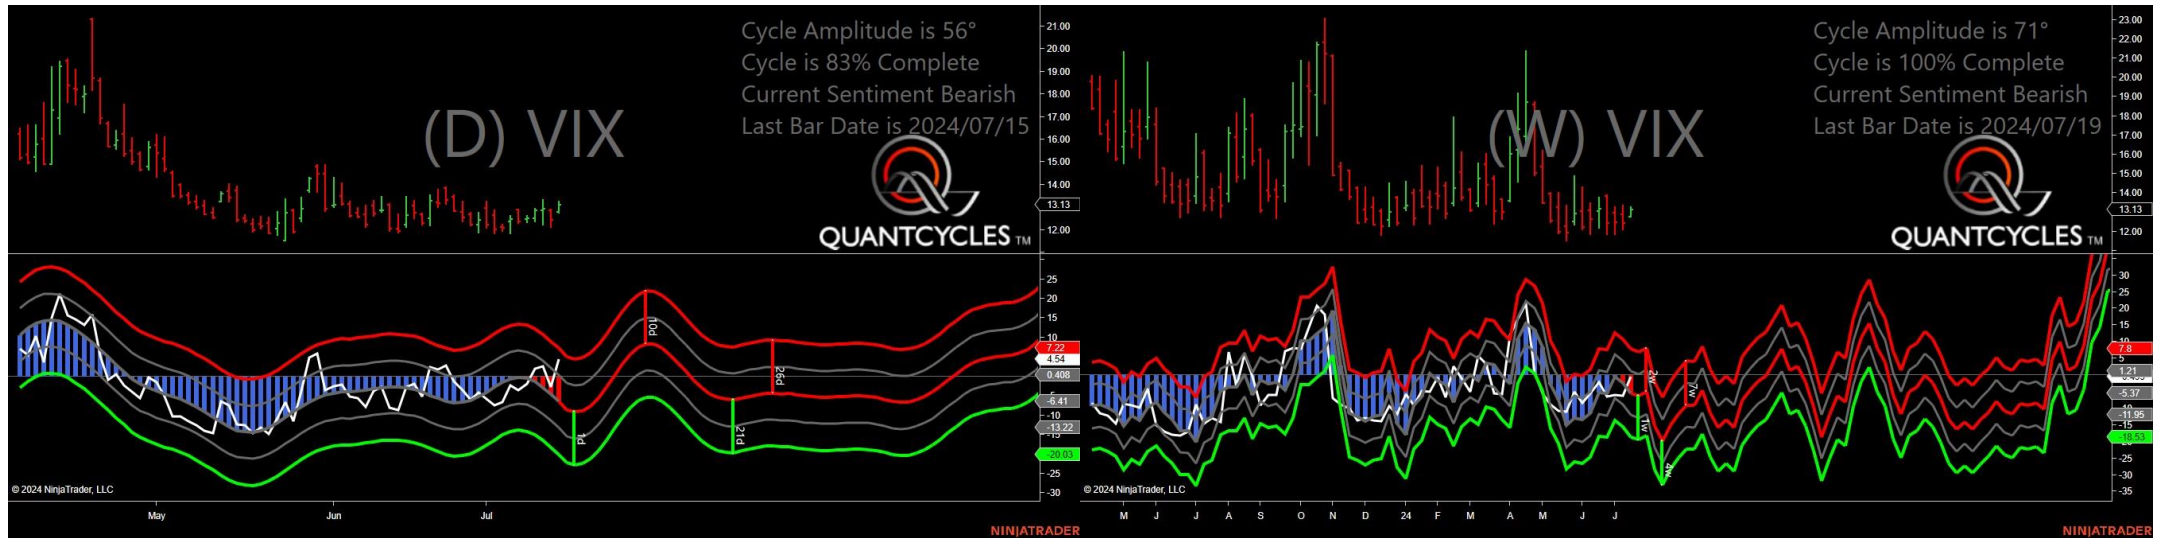 Cycle Amplitude is 56°
Cycle is 83% Complete
Current Sentiment Bearish
Last Bar Date is 2024/07/15
(D) VIX
QUANTCYCLES TM
21.00
20.00
19.00
18.00
17.00
16.00
15.00
14.00
13.13
12.00
25
20
15
10
7.22
4.54
0.408
-6.41
-10
-13.22
-15
-20.03
-25
-30
1d
10d
21d
26d
© 2024 NinjaTrader, LLC
May Jun Jul
NINJATRADER
Cycle Amplitude is 71°
Cycle is 100% Complete
Current Sentiment Bearish
Last Bar Date is 2024/07/19
(W) VIX
QUANTCYCLES TM
23.00
22.00
21.00
20.00
19.00
18.00
17.00
16.00
15.00
14.00
13.13
12.00
30
25
20
15
10
7.8
5
1.21
-5.37
-11.95
-15
-18.53
-25
-30
-35
2w
1w
4w
7w
© 2024 NinjaTrader, LLC
M J J A S O N D 24 F M A M J J
NINJATRADER